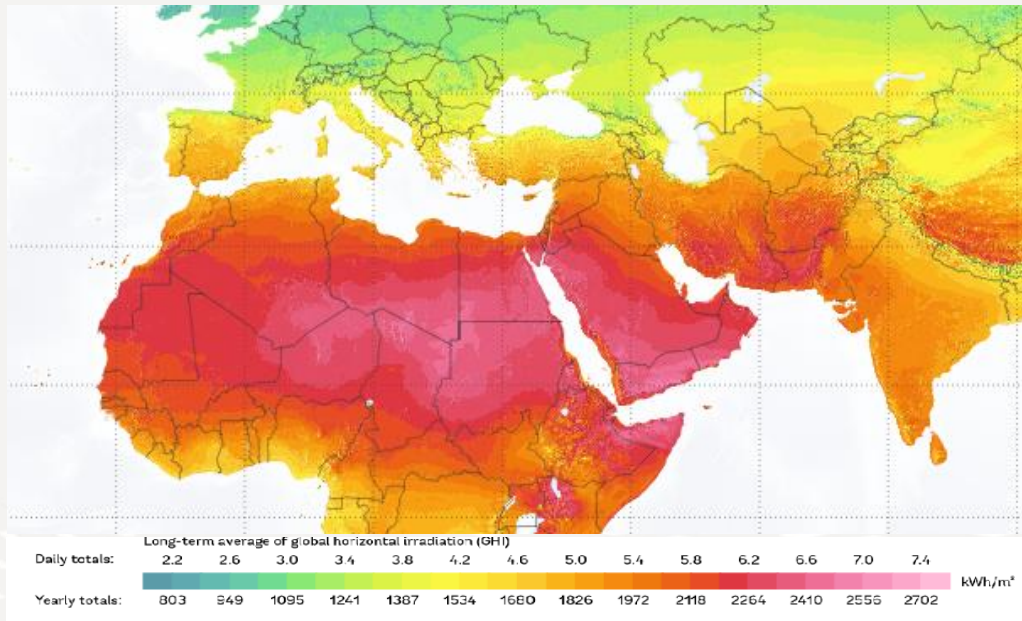 Long-term average of global horizontal irradiation (GHI)
Daily totals: 2.2 2.6 3.0 3.4 3.8 4.2 4.6 5.0 5.4 5.8 6.2 6.6 7.0 7.4
kWh/m²
Yearly totals: 803 949 1095 1241 1387 1534 1680 1826 1972 2118 2264 2410 2556 2702